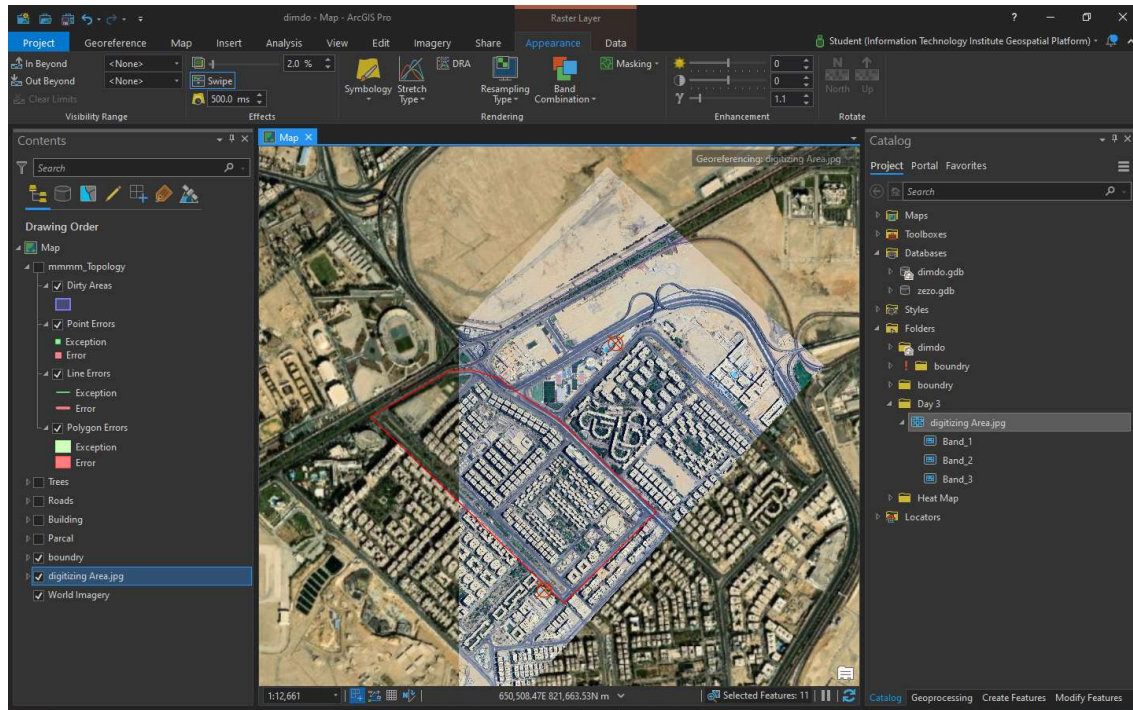 dimdo - Map - ArcGIS Pro
Raster Layer
?
Project Georeference Map Insert Analysis View Edit Imagery Share Appearance Data
Student (Information Technology Institute Geospatial Platform)
In Beyond <None>
Out Beyond <None>
Clear Limits
Visibility Range
2.0 %
Swipe
500.0 ms
Effects
Symbology
Stretch Type
DRA
Resampling Type
Band Combination
Masking
Rendering
0
0
1.1
Enhancement
North Up
Rotate
Contents
Search
Drawing Order
Map
mmmm_Topology
Dirty Areas
Point Errors
Exception
Error
Line Errors
Exception
Error
Polygon Errors
Exception
Error
Trees
Roads
Building
Parcal
boundry
digitizing Area.jpg
World Imagery
Map
Georeferencing: digitizing Area.jpg
1:12,661
650,508.47E 821,663.53N m
Selected Features: 11
Catalog
Project Portal Favorites
Search
Maps
Toolboxes
Databases
dimdo.gdb
zezo.gdb
Styles
Folders
dimdo
boundry
boundry
Day 3
digitizing Area.jpg
Band_1
Band_2
Band_3
Heat Map
Locators
Catalog Geoprocessing Create Features Modify Features